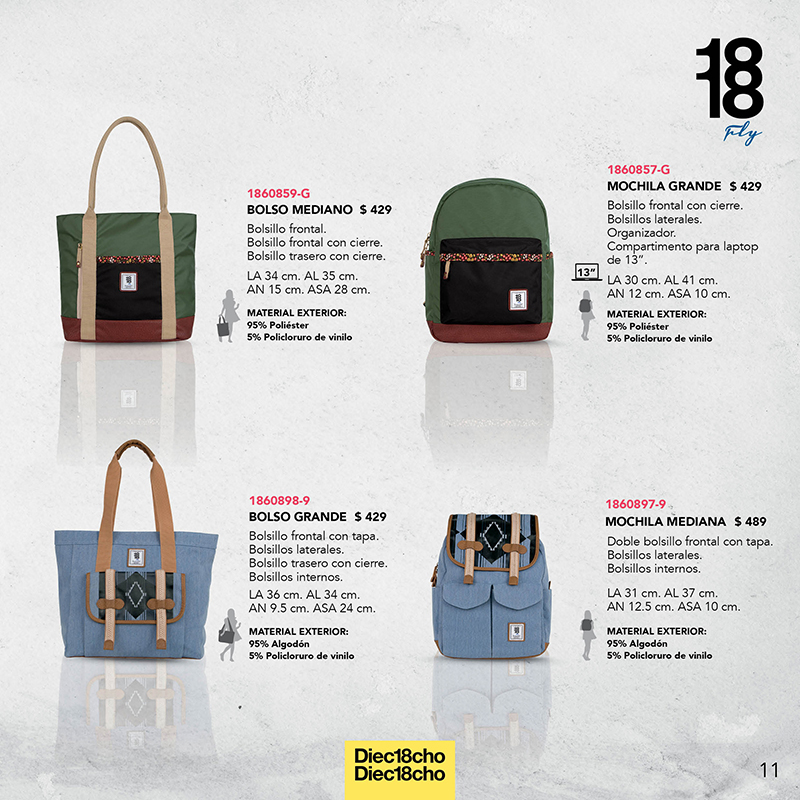 18
18
Fly
1860859-G
BOLSO MEDIANO $ 429
Bolsillo frontal.
Bolsillo frontal con cierre.
Bolsillo trasero con cierre.
LA 34 cm. AL 35 cm.
AN 15 cm. ASA 28 cm.
MATERIAL EXTERIOR:
95% Poliéster
5% Policloruro de vinilo
1860857-G
MOCHILA GRANDE $ 429
Bolsillo frontal con cierre.
Bolsillos laterales.
Organizador.
Compartimento para laptop
de 13”.
13”
LA 30 cm. AL 41 cm.
AN 12 cm. ASA 10 cm.
MATERIAL EXTERIOR:
95% Poliéster
5% Policloruro de vinilo
1860898-9
BOLSO GRANDE $ 429
Bolsillo frontal con tapa.
Bolsillos laterales.
Bolsillo trasero con cierre.
Bolsillos internos.
LA 36 cm. AL 34 cm.
AN 9.5 cm. ASA 24 cm.
MATERIAL EXTERIOR:
95% Algodón
5% Policloruro de vinilo
1860897-9
MOCHILA MEDIANA $ 489
Doble bolsillo frontal con tapa.
Bolsillos laterales.
Bolsillos internos.
LA 31 cm. AL 37 cm.
AN 12.5 cm. ASA 10 cm.
MATERIAL EXTERIOR:
95% Algodón
5% Policloruro de vinilo
Diec18cho
Diec18cho
11